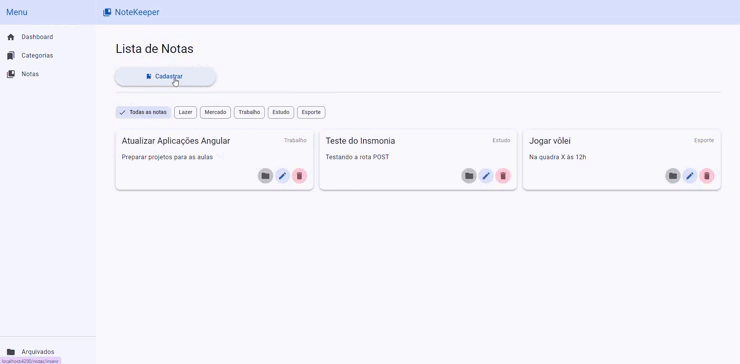 Menu
NoteKeeper
Dashboard
Categorias
Notas
Lista de Notas
Cadastrar
Todas as notas
Lazer
Mercado
Trabalho
Estudo
Esporte
Atualizar Aplicações Angular
Trabalho
Preparar projetos para as aulas
Teste do Insmonia
Estudo
Testando a rota POST
Jogar vôlei
Esporte
Na quadra X às 12h
Arquivados
localhost:4200/notas/inserir